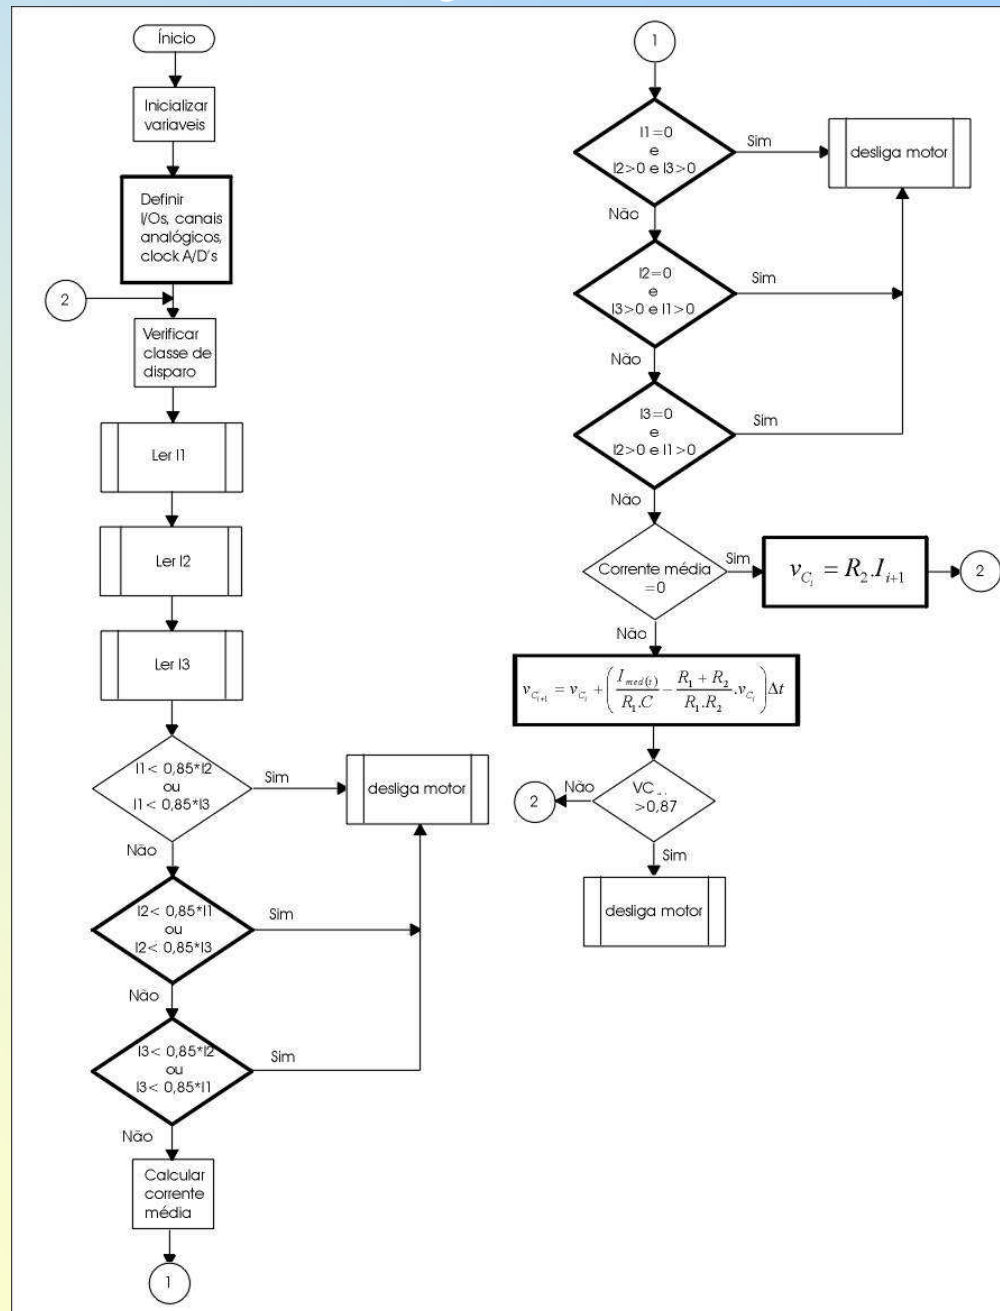 Ínicio
Inicializar
variaveis
Definir
I/Os, canais
analógicos,
clock A/D's
2
Verificar
classe de
disparo
Ler I1
Ler I2
Ler I3
I1< 0,85*I2
ou
I1< 0,85*I3
Sim
desliga motor
Não
I2< 0,85*I1
ou
I2< 0,85*I3
Sim
Não
I3< 0,85*I2
ou
I3< 0,85*I1
Sim
Não
Calcular
corrente
média
1
1
I1=0
e
I2>0 e I3>0
Sim
desliga motor
Não
I2=0
e
I3>0 e I1>0
Sim
Não
I3=0
e
I2>0 e I1>0
Sim
Não
Corrente média
=0
Sim
v_{C_i} = R_2.I_{i+1}
2
Não
v_{C_{i+1}} = v_{C_i} + ( I_{med(t)} / R_1.C − (R_1 + R_2) / (R_1.R_2) .v_{C_i} ) Δt
VC
>0,87
Não
2
Sim
desliga motor